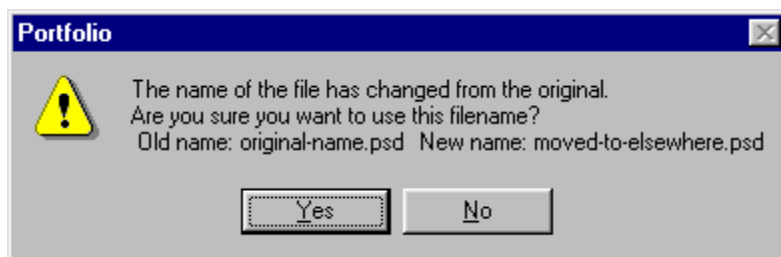 Portfolio
The name of the file has changed from the original.
Are you sure you want to use this filename?
Old name: original-name.psd New name: moved-to-elsewhere.psd
Yes
No